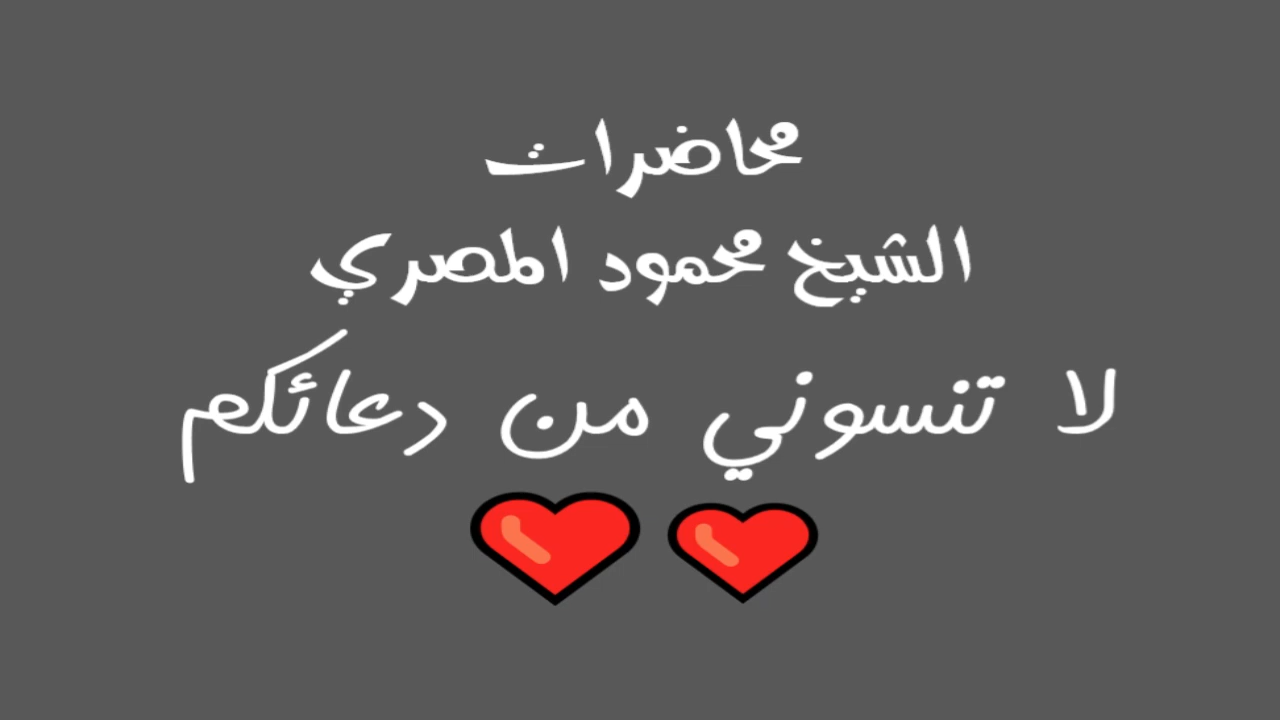 محاضرات
الشيخ محمود المصري
لا تنسوني من دعائكم